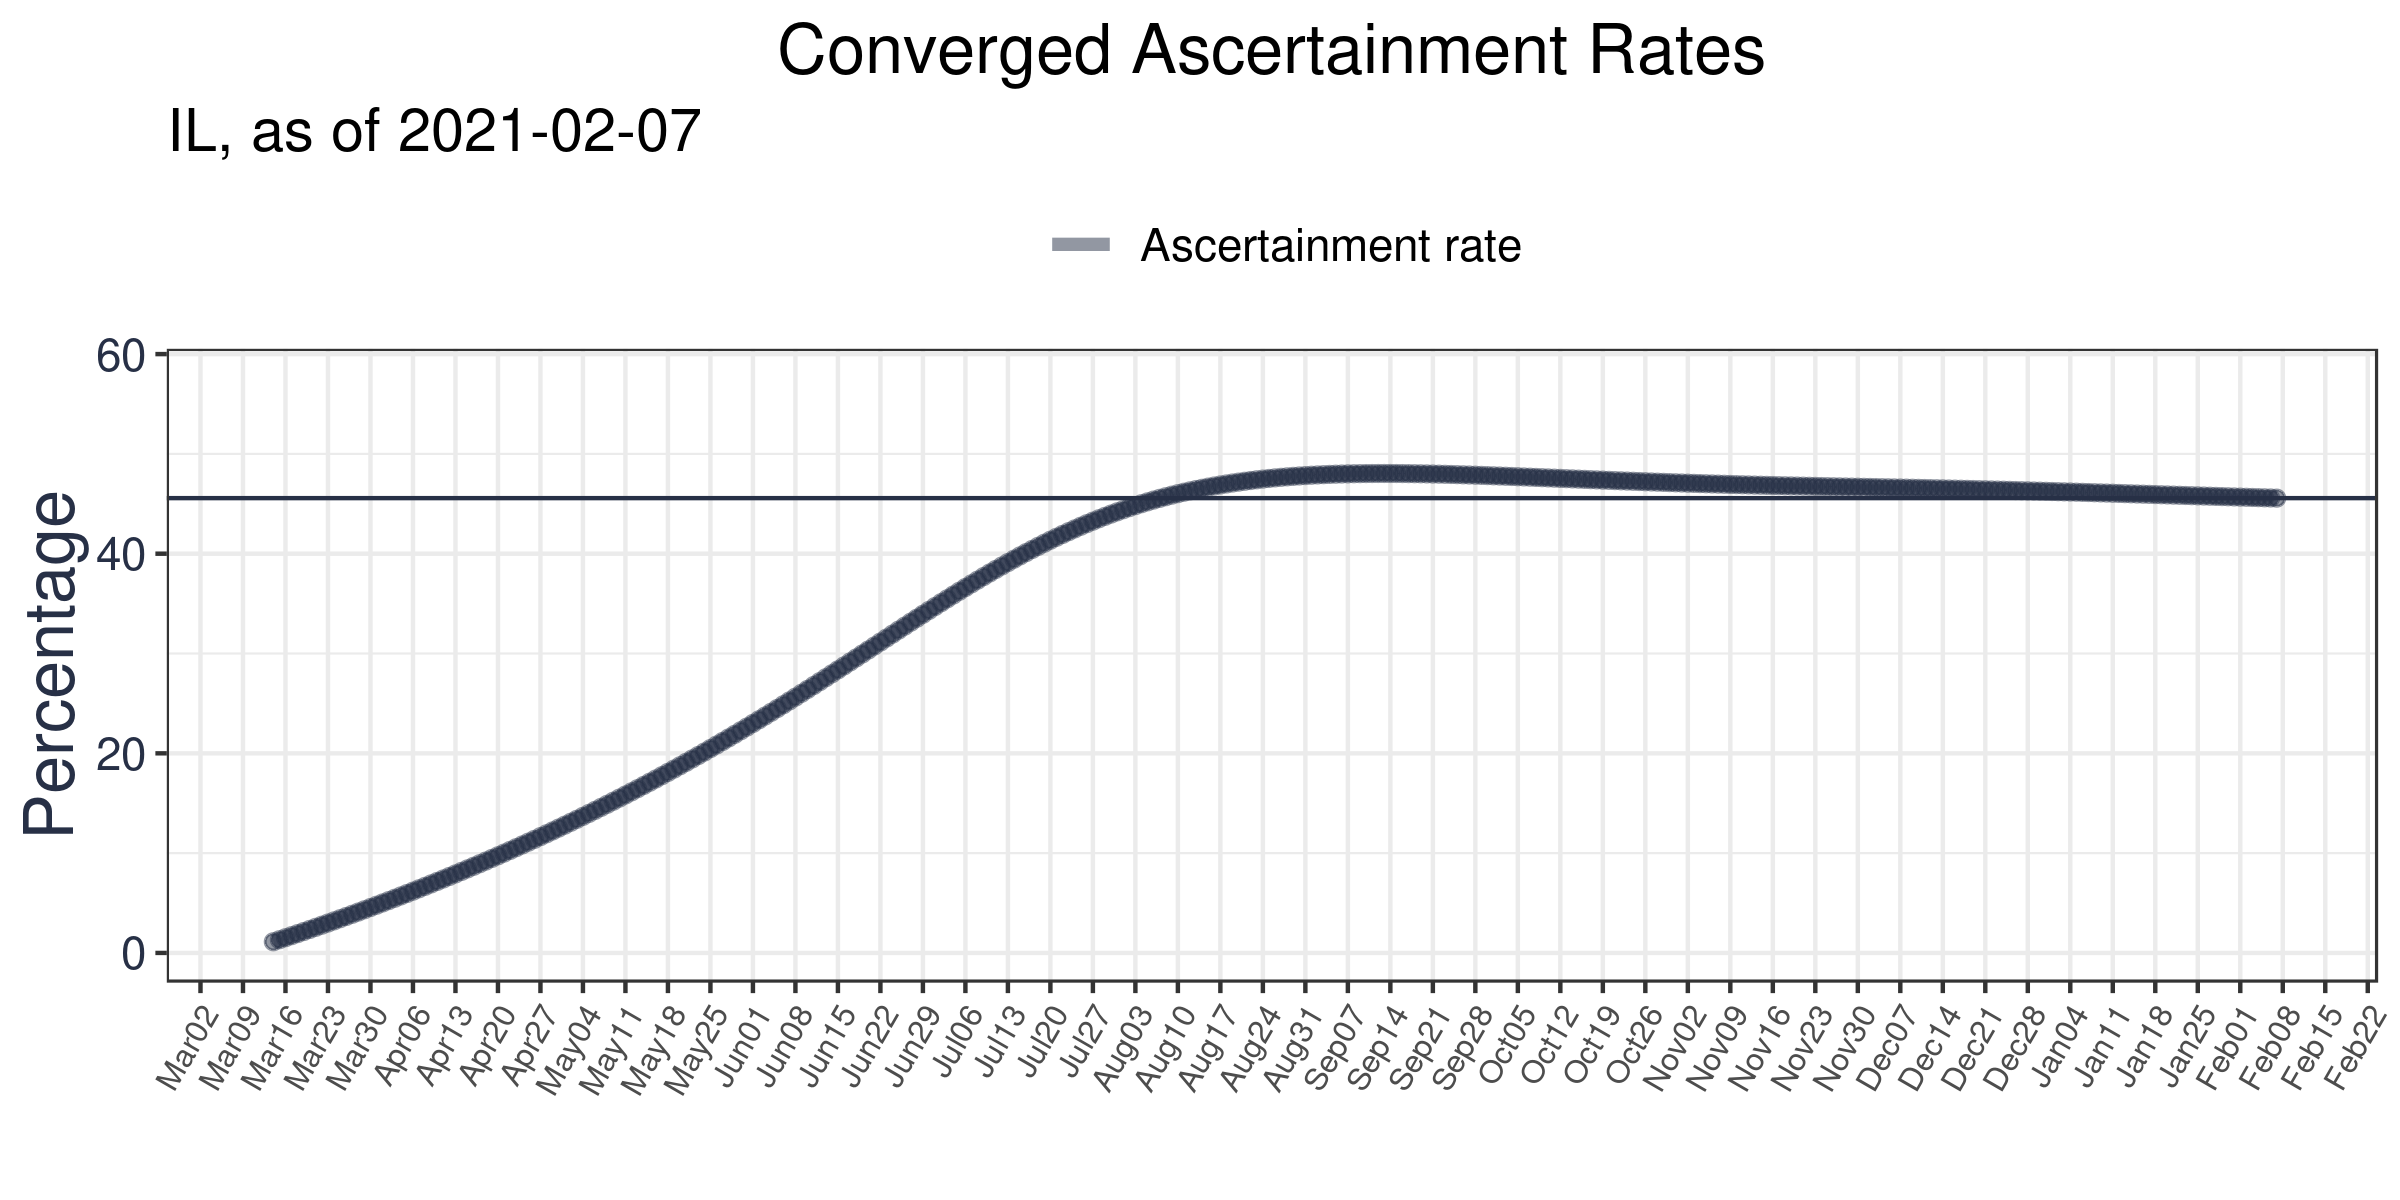 Converged Ascertainment Rates
IL, as of 2021-02-07
Ascertainment rate
Percentage
60
40
20
0
Mar02 Mar09 Mar16 Mar23 Mar30 Apr06 Apr13 Apr20 Apr27 May04 May11 May18 May25 Jun01 Jun08 Jun15 Jun22 Jun29 Jul06 Jul13 Jul20 Jul27 Aug03 Aug10 Aug17 Aug24 Aug31 Sep07 Sep14 Sep21 Sep28 Oct05 Oct12 Oct19 Oct26 Nov02 Nov09 Nov16 Nov23 Nov30 Dec07 Dec14 Dec21 Dec28 Jan04 Jan11 Jan18 Jan25 Feb01 Feb08 Feb15 Feb22